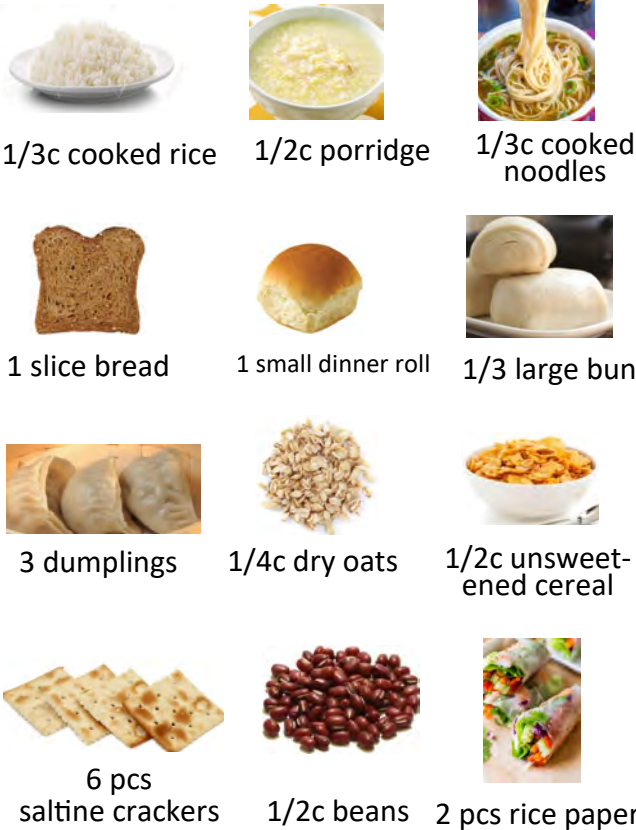 1/3c cooked rice
1/2c porridge
1/3c cooked
noodles
1 slice bread
1 small dinner roll
1/3 large bun
3 dumplings
1/4c dry oats
1/2c unsweet-
ened cereal
6 pcs
saltine crackers
1/2c beans
2 pcs rice paper